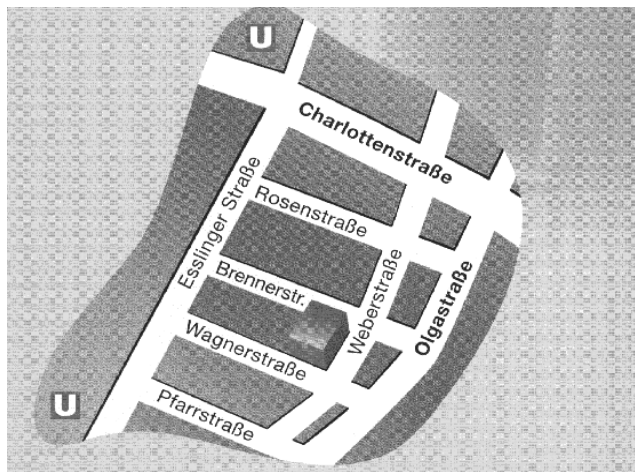 U
Charlottenstraße
Rosenstraße
Esslinger Straße
Brennerstr.
Weberstraße
Olgastraße
Wagnerstraße
Pfarrstraße
U